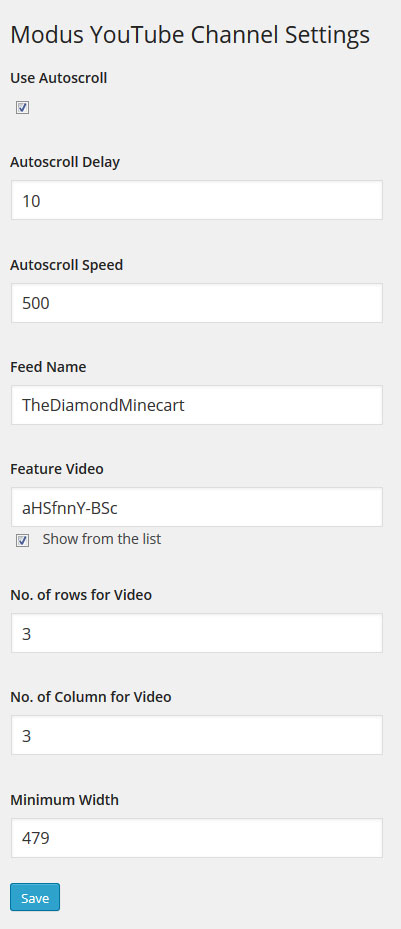 Modus YouTube Channel Settings
Use Autoscroll
Autoscroll Delay
10
Autoscroll Speed
500
Feed Name
TheDiamondMinecart
Feature Video
aHSfnnY-BSc
Show from the list
No. of rows for Video
3
No. of Column for Video
3
Minimum Width
479
Save